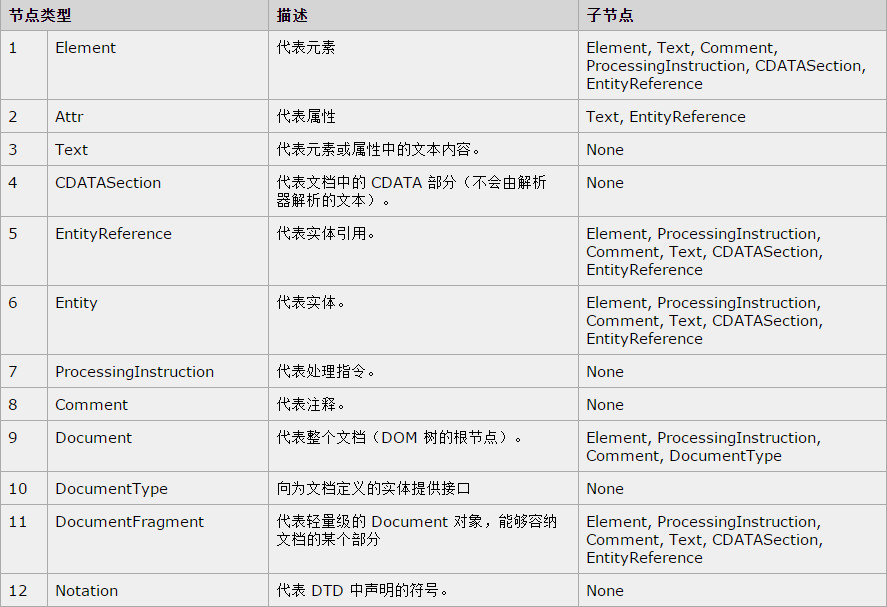 节点类型 描述 子节点
1 Element 代表元素 Element, Text, Comment,
ProcessingInstruction, CDATASection,
EntityReference
2 Attr 代表属性 Text, EntityReference
3 Text 代表元素或属性中的文本内容。 None
4 CDATASection 代表文档中的 CDATA 部分（不会由解析 None
器解析的文本）。
5 EntityReference 代表实体引用。 Element, ProcessingInstruction,
Comment, Text, CDATASection,
EntityReference
6 Entity 代表实体。 Element, ProcessingInstruction,
Comment, Text, CDATASection,
EntityReference
7 ProcessingInstruction 代表处理指令。 None
8 Comment 代表注释。 None
9 Document 代表整个文档（DOM 树的根节点）。 Element, ProcessingInstruction,
Comment, DocumentType
10 DocumentType 向为文档定义的实体提供接口 None
11 DocumentFragment 代表轻量级的 Document 对象，能够容纳 Element, ProcessingInstruction,
文档的某个部分 Comment, Text, CDATASection,
EntityReference
12 Notation 代表 DTD 中声明的符号。 None